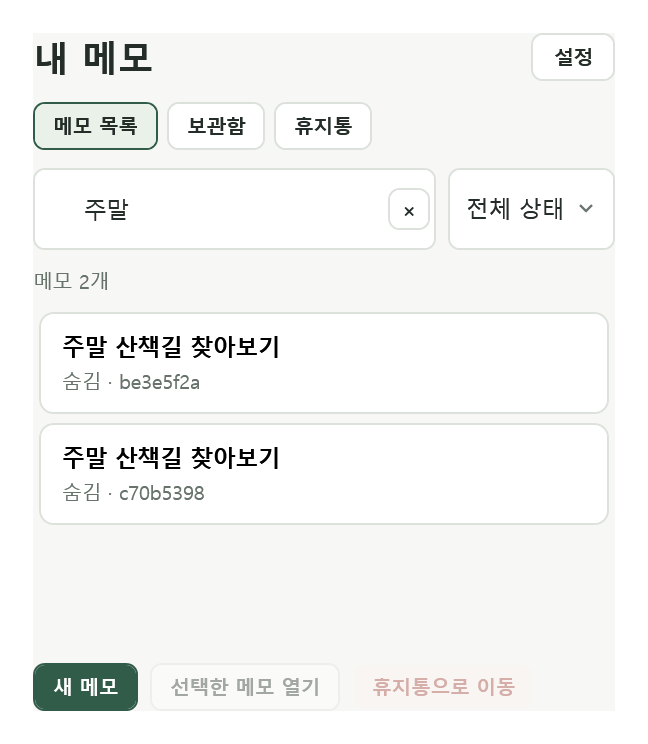 내 메모
설정
메모 목록
보관함
휴지통
주말
×
전체 상태
메모 2개
주말 산책길 찾아보기
숨김 · be3e5f2a
주말 산책길 찾아보기
숨김 · c70b5398
새 메모
선택한 메모 열기
휴지통으로 이동